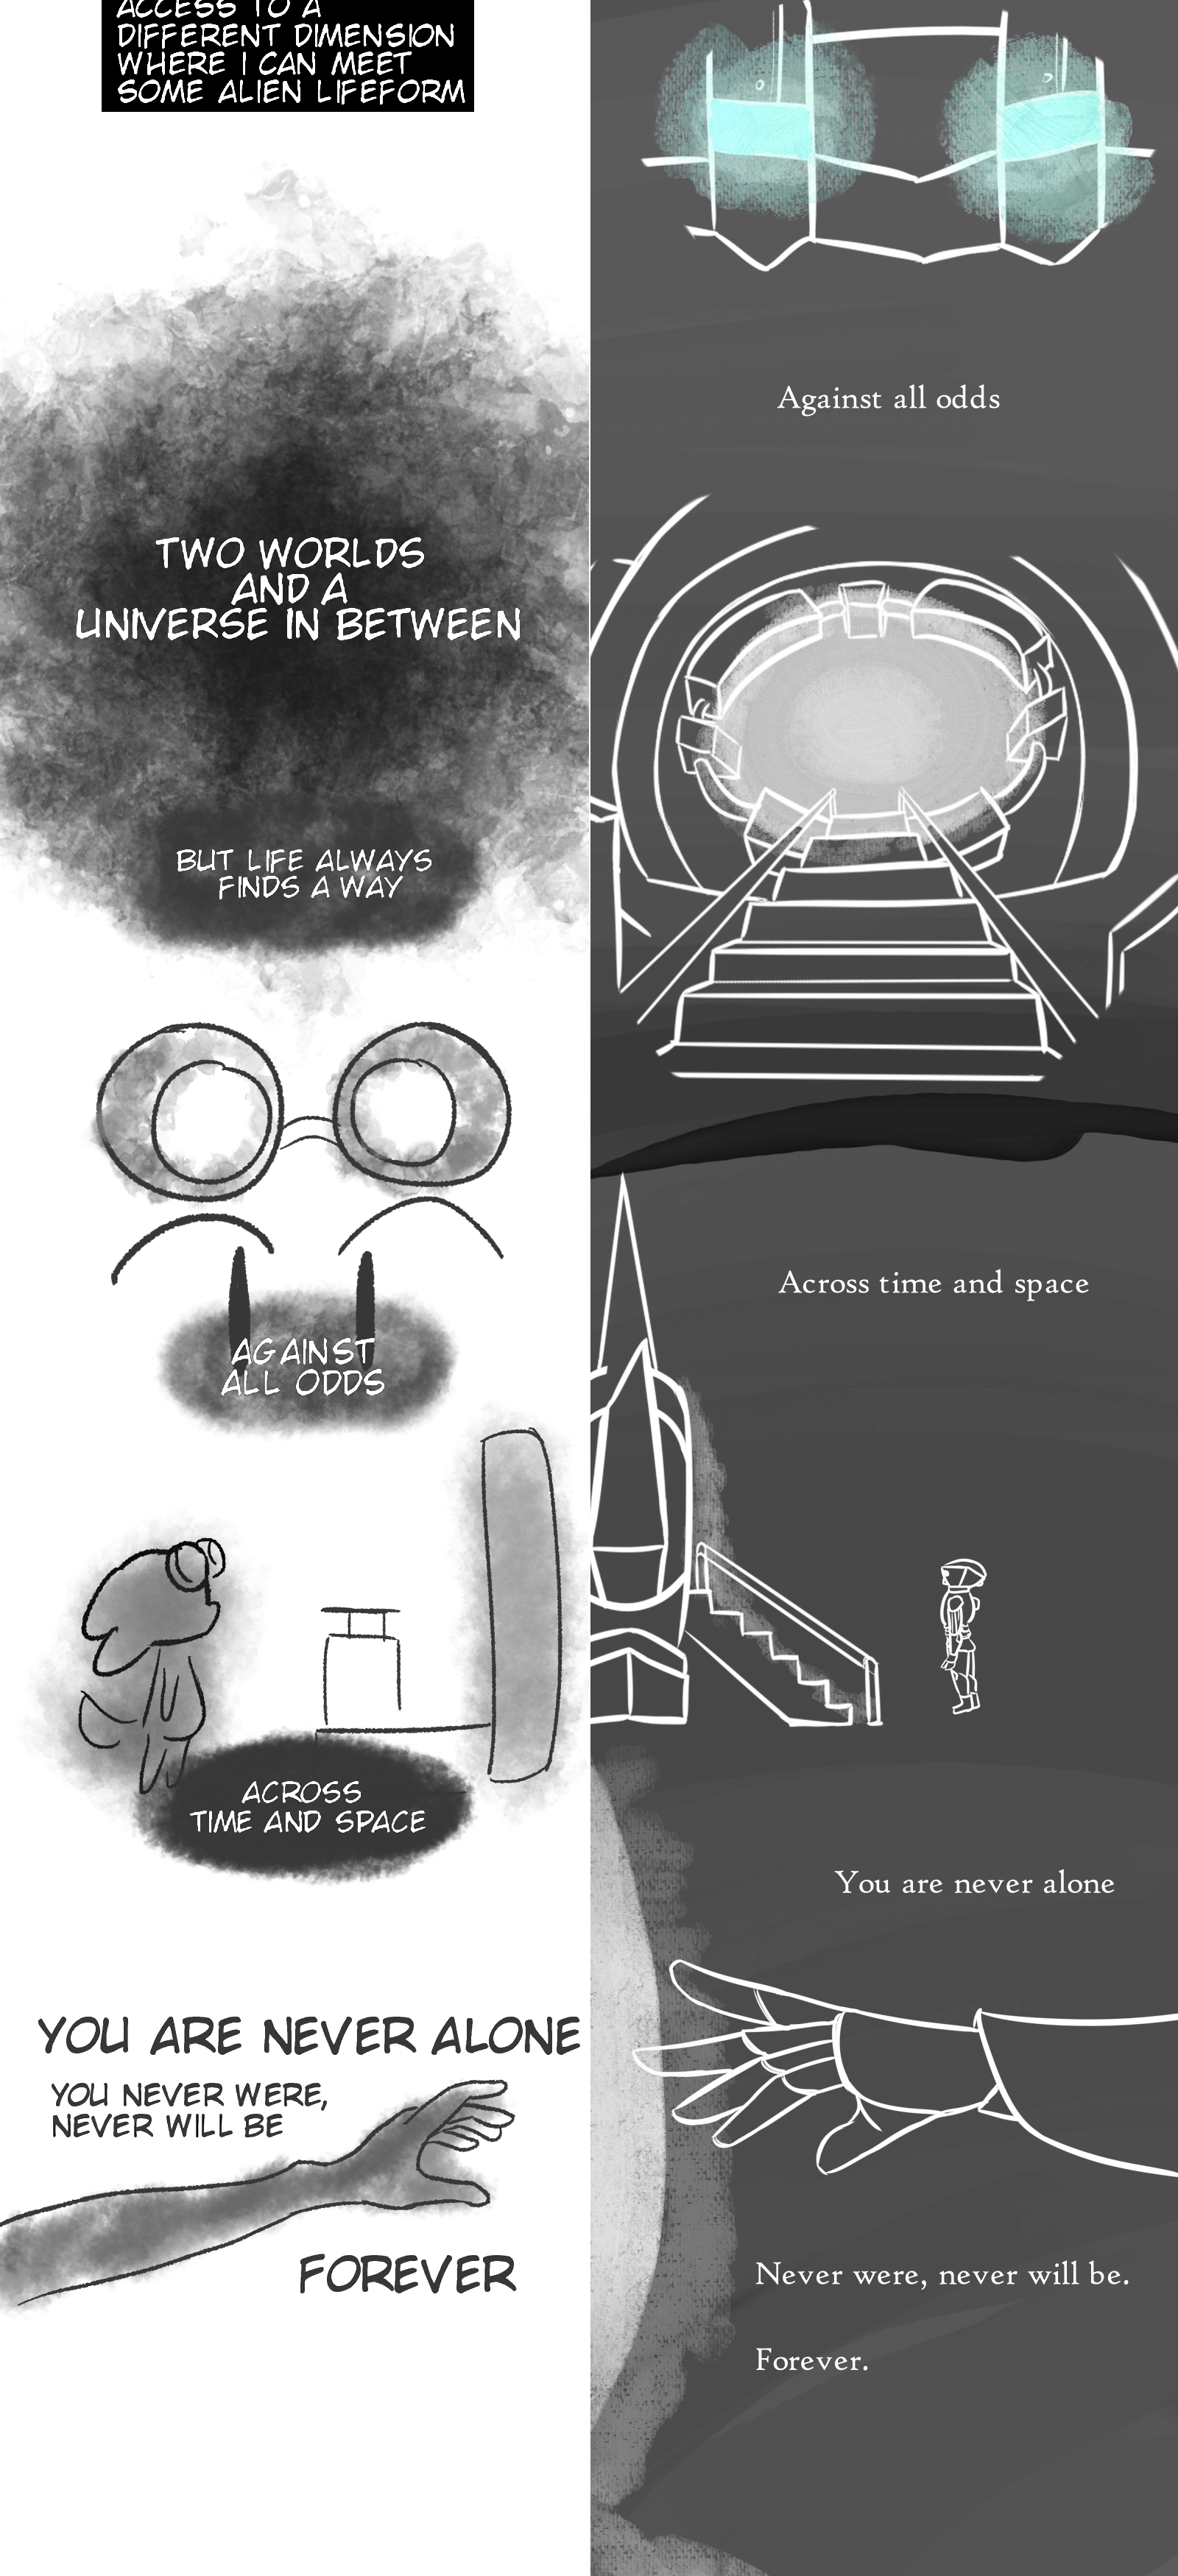 ACCESS TO A
DIFFERENT DIMENSION
WHERE I CAN MEET
SOME ALIEN LIFEFORM
TWO WORLDS
AND A
UNIVERSE IN BETWEEN
BUT LIFE ALWAYS
FINDS A WAY
AGAINST
ALL ODDS
ACROSS
TIME AND SPACE
YOU ARE NEVER ALONE
YOU NEVER WERE,
NEVER WILL BE
FOREVER
Against all odds
Across time and space
You are never alone
Never were, never will be.
Forever.